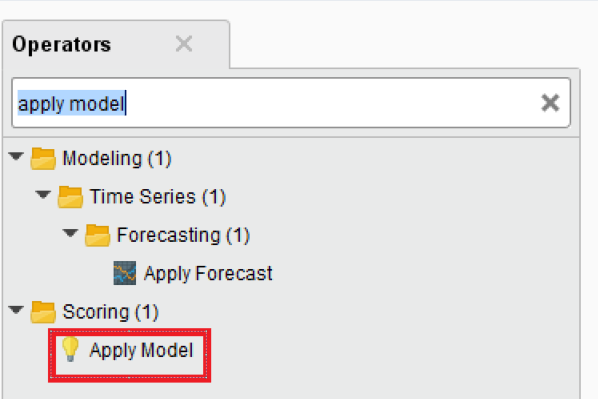 Operators
apply model
Modeling (1)
Time Series (1)
Forecasting (1)
Apply Forecast
Scoring (1)
Apply Model